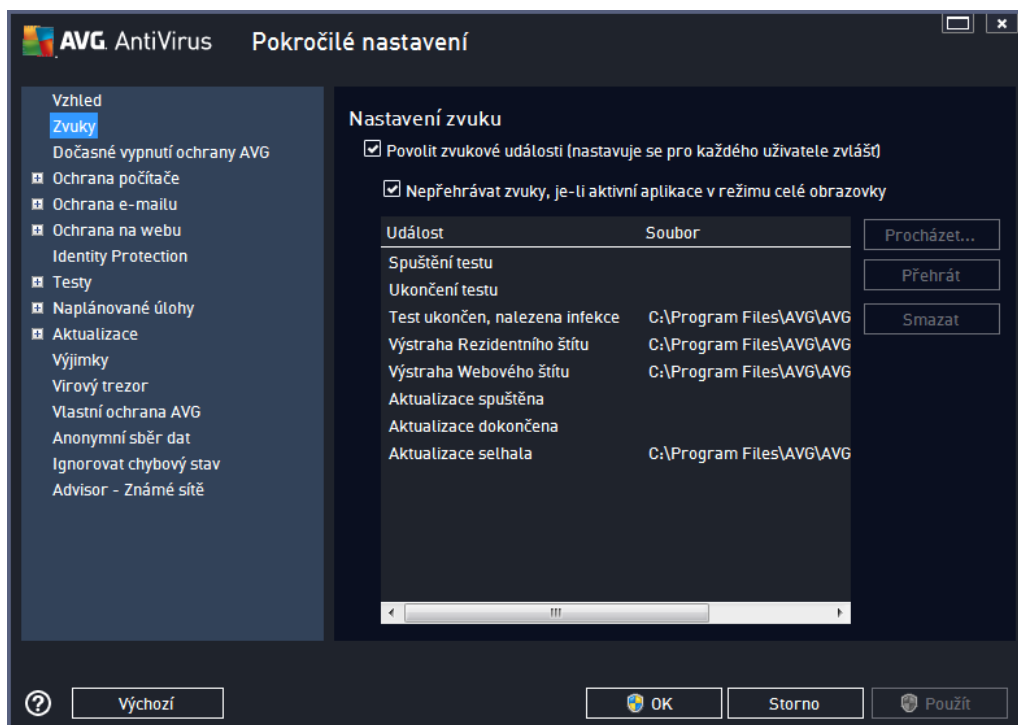 AVG AntiVirus Pokročilé nastavení
Vzhled
Zvuky
Dočasné vypnutí ochrany AVG
Ochrana počítače
Ochrana e-mailu
Ochrana na webu
Identity Protection
Testy
Naplánované úlohy
Aktualizace
Výjimky
Virový trezor
Vlastní ochrana AVG
Anonymní sběr dat
Ignorovat chybový stav
Advisor - Známé sítě
Nastavení zvuku
Povolit zvukové události (nastavuje se pro každého uživatele zvlášť)
Nepřehrávat zvuky, je-li aktivní aplikace v režimu celé obrazovky
Událost Soubor
Spuštění testu
Ukončení testu
Test ukončen, nalezena infekce C:\Program Files\AVG\AVG
Výstraha Rezidentního štítu C:\Program Files\AVG\AVG
Výstraha Webového štítu C:\Program Files\AVG\AVG
Aktualizace spuštěna
Aktualizace dokončena
Aktualizace selhala C:\Program Files\AVG\AVG
Procházet...
Přehrát
Smazat
Výchozí
OK
Storno
Použít